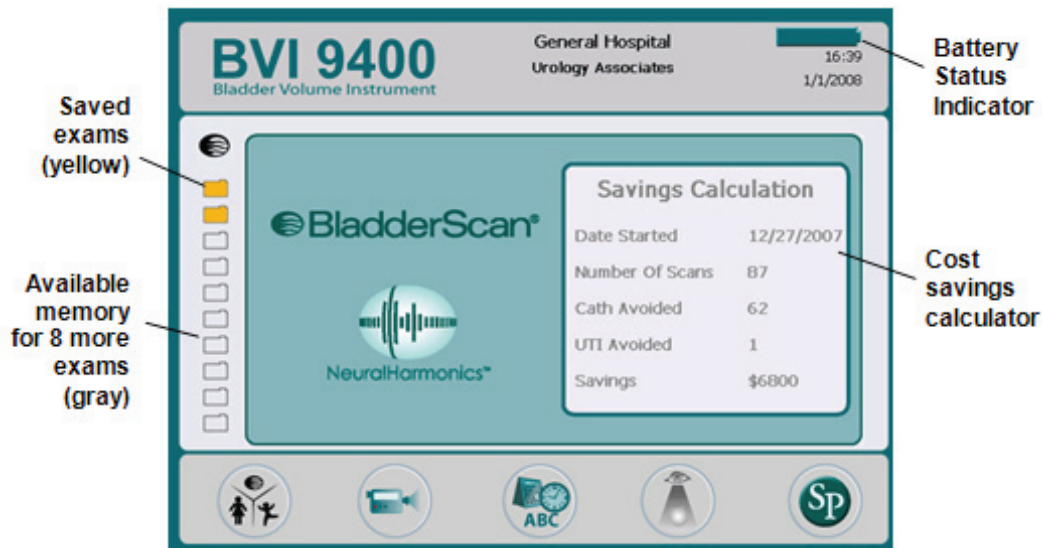 BVI 9400
Bladder Volume Instrument
General Hospital
Urology Associates
16:39
1/1/2008
Battery
Status
Indicator
Saved
exams
(yellow)
Available
memory
for 8 more
exams
(gray)
BladderScan®
NeuralHarmonics™
Savings Calculation
Date Started 12/27/2007
Number Of Scans 87
Cath Avoided 62
UTI Avoided 1
Savings $6800
Cost
savings
calculator
ABC
SP